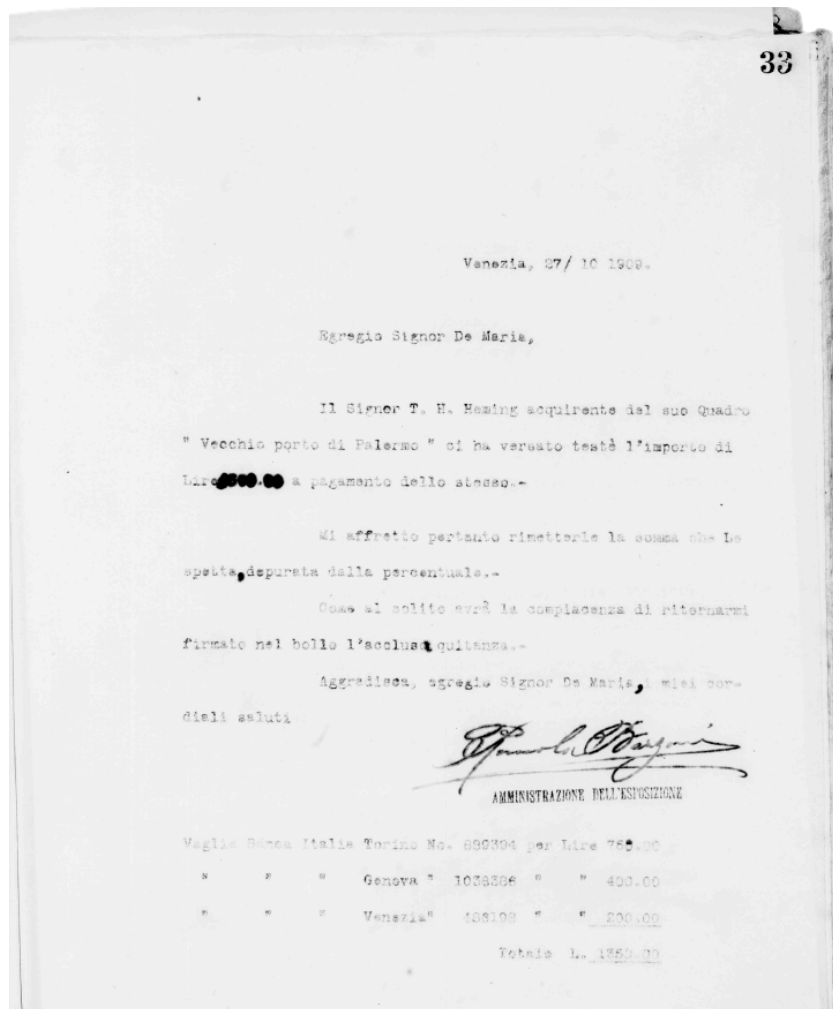 33
Venezia, 27/ 10 1909.
Egregio Signor De Maria,
Il Signor T. H. Heming acquirente del suo Quadro
" Vecchio porto di Palermo " ci ha versato testè l'importo di
Lire a pagamento dello stesso.-
Mi affretto pertanto rimetterle la somma che Le
spetta, depurata dalla percentuale.-
Come al solito avrà la compiacenza di ritornarmi
firmato nel bollo l'acclusa quitanza.-
Aggradisca, egregio Signor De Maria, i miei cor-
diali saluti
AMMINISTRAZIONE DELL'ESPOSIZIONE
Vaglia Banca Italia Torino No. per Lire
" " " Genova " 1038386 " " 400.00
" " " Venezia" " " 200.00
Totale L.